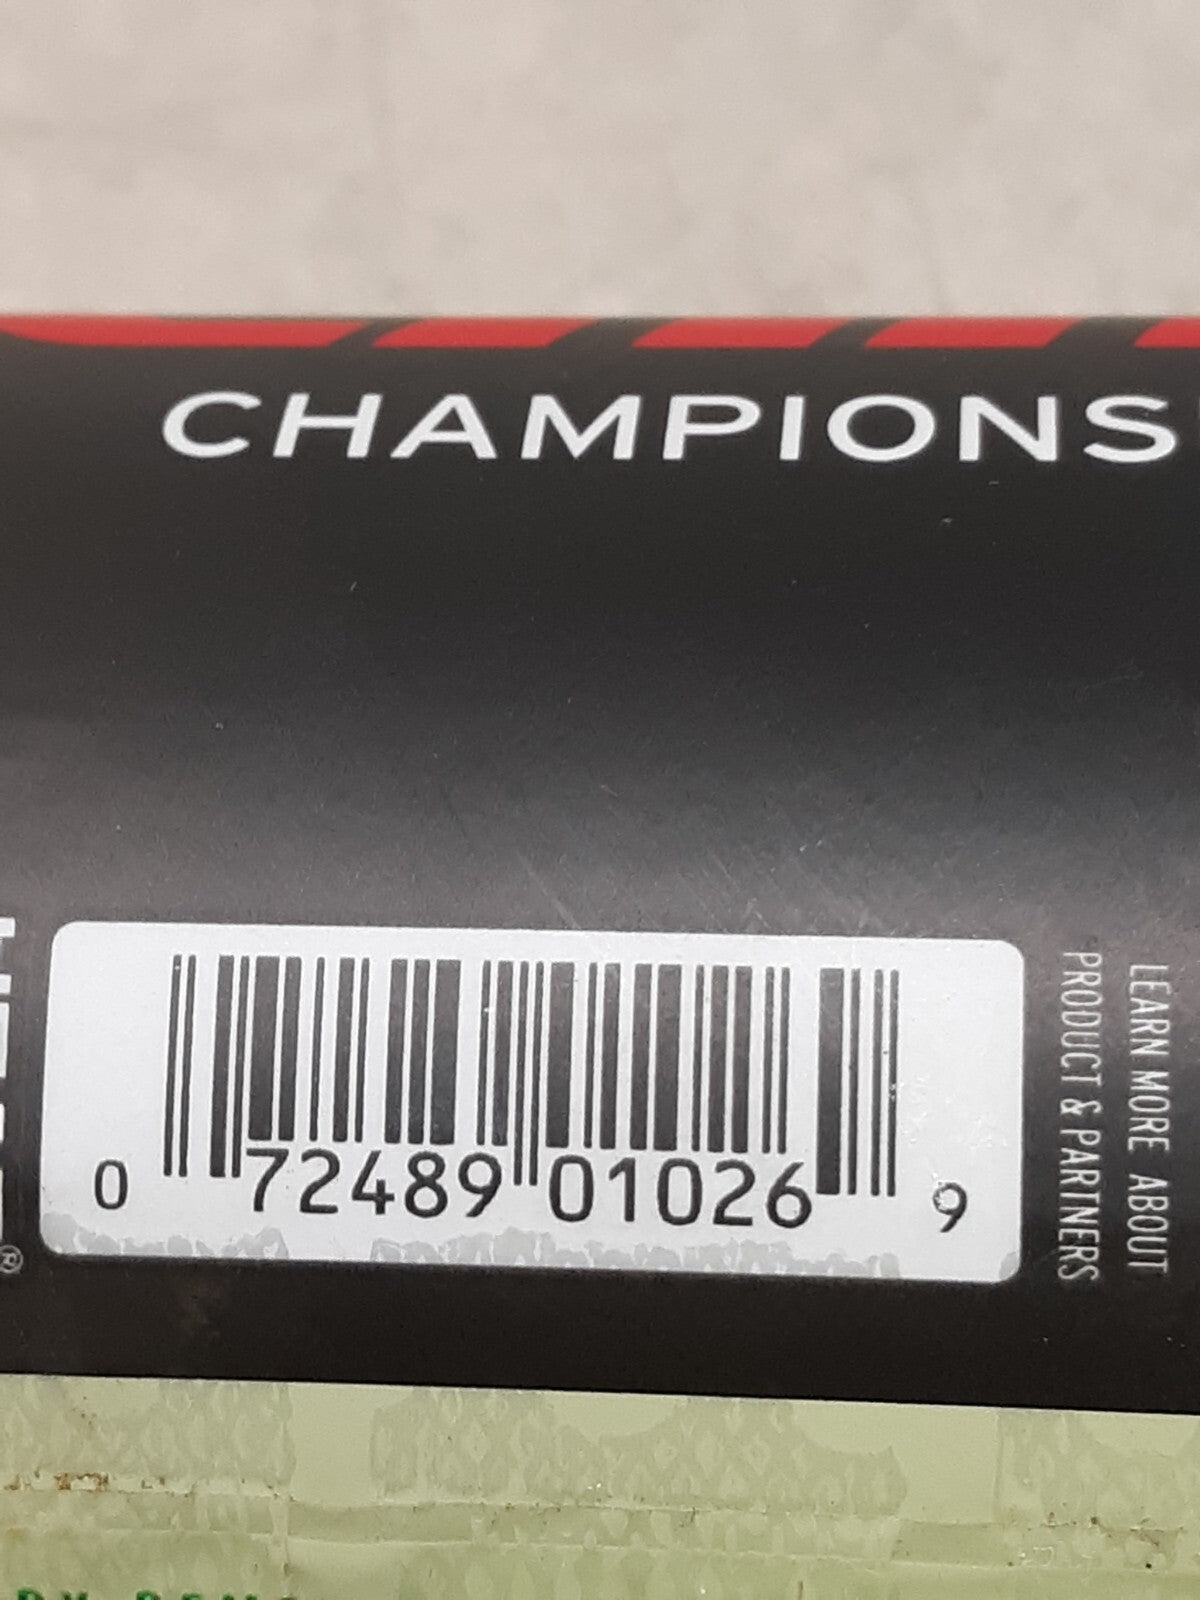 CHAMPIONS
0 72489 01026 9
LEARN MORE ABOUT
PRODUCT & PARTNERS
®